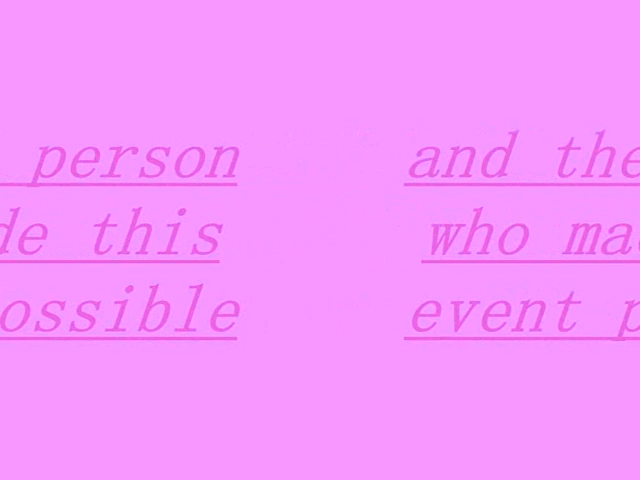 person and the
de this who ma
ossible event p